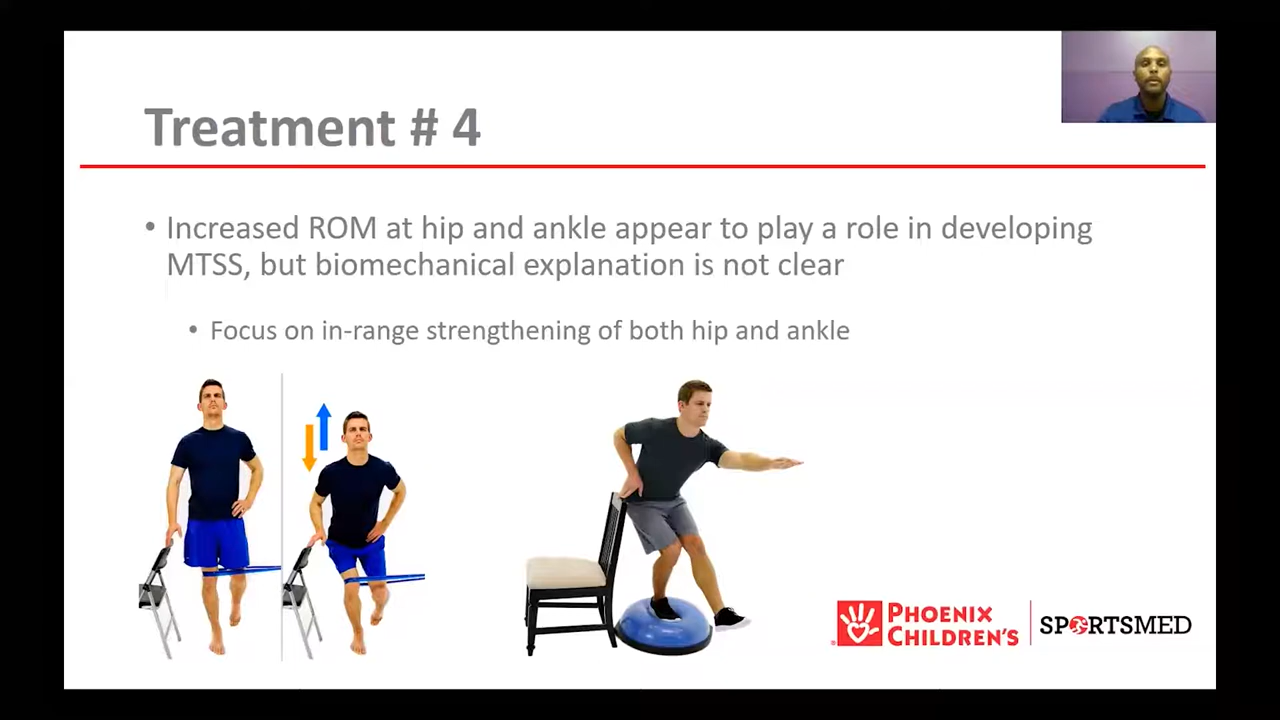 Treatment # 4
• Increased ROM at hip and ankle appear to play a role in developing
MTSS, but biomechanical explanation is not clear
• Focus on in-range strengthening of both hip and ankle
PHOENIX
CHILDREN'S
SPORTSMED